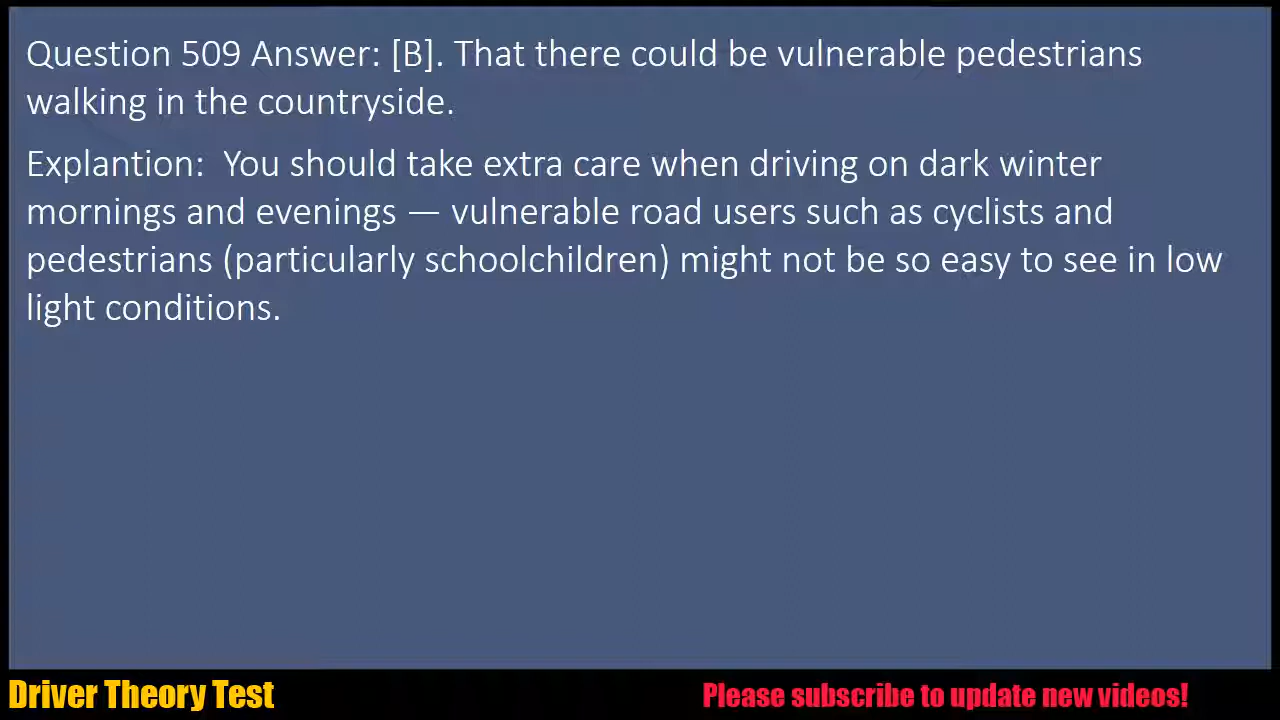 Question 509 Answer: [B]. That there could be vulnerable pedestrians
walking in the countryside.
Explantion:  You should take extra care when driving on dark winter
mornings and evenings — vulnerable road users such as cyclists and
pedestrians (particularly schoolchildren) might not be so easy to see in low
light conditions.
Driver Theory Test
Please subscribe to update new videos!